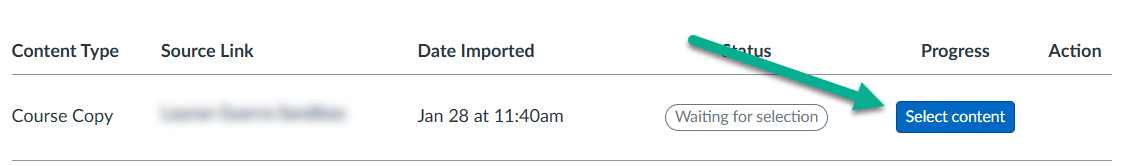 Content Type Source Link Date Imported Status Progress Action
Course Copy Jan 28 at 11:40am Waiting for selection Select content